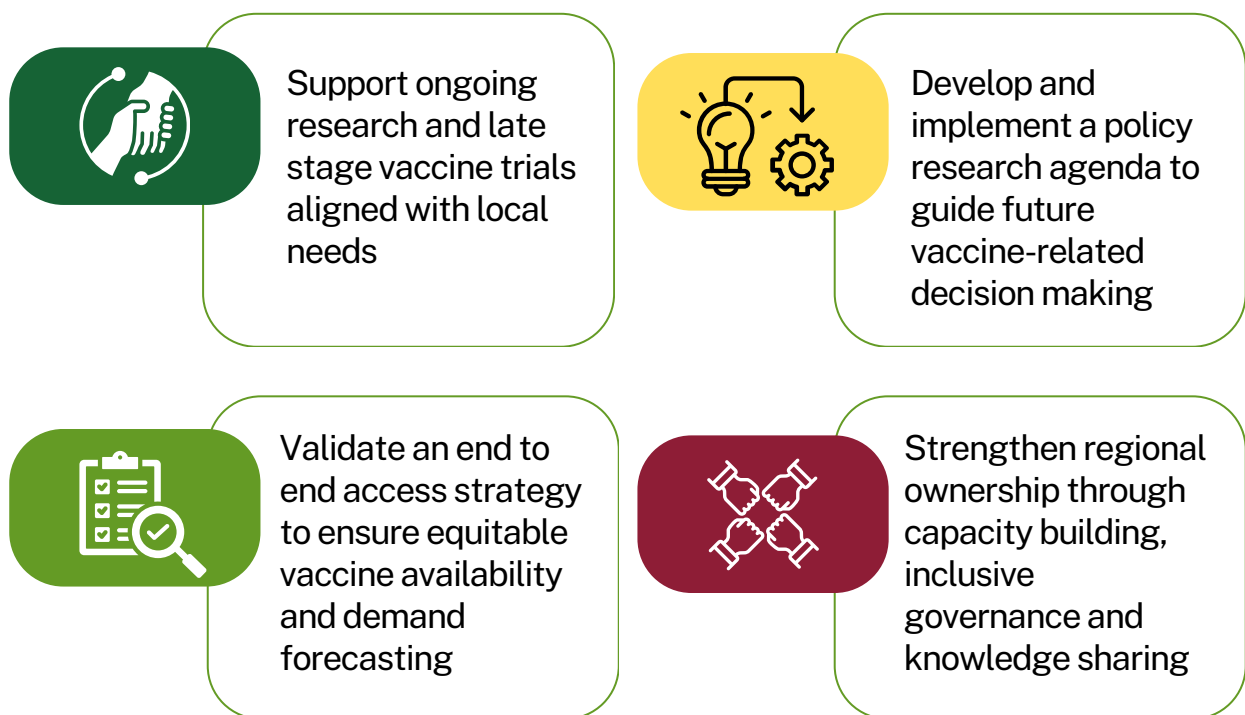 Support ongoing
research and late
stage vaccine trials
aligned with local
needs
Develop and
implement a policy
research agenda to
guide future
vaccine-related
decision making
Validate an end to
end access strategy
to ensure equitable
vaccine availability
and demand
forecasting
Strengthen regional
ownership through
capacity building,
inclusive
governance and
knowledge sharing